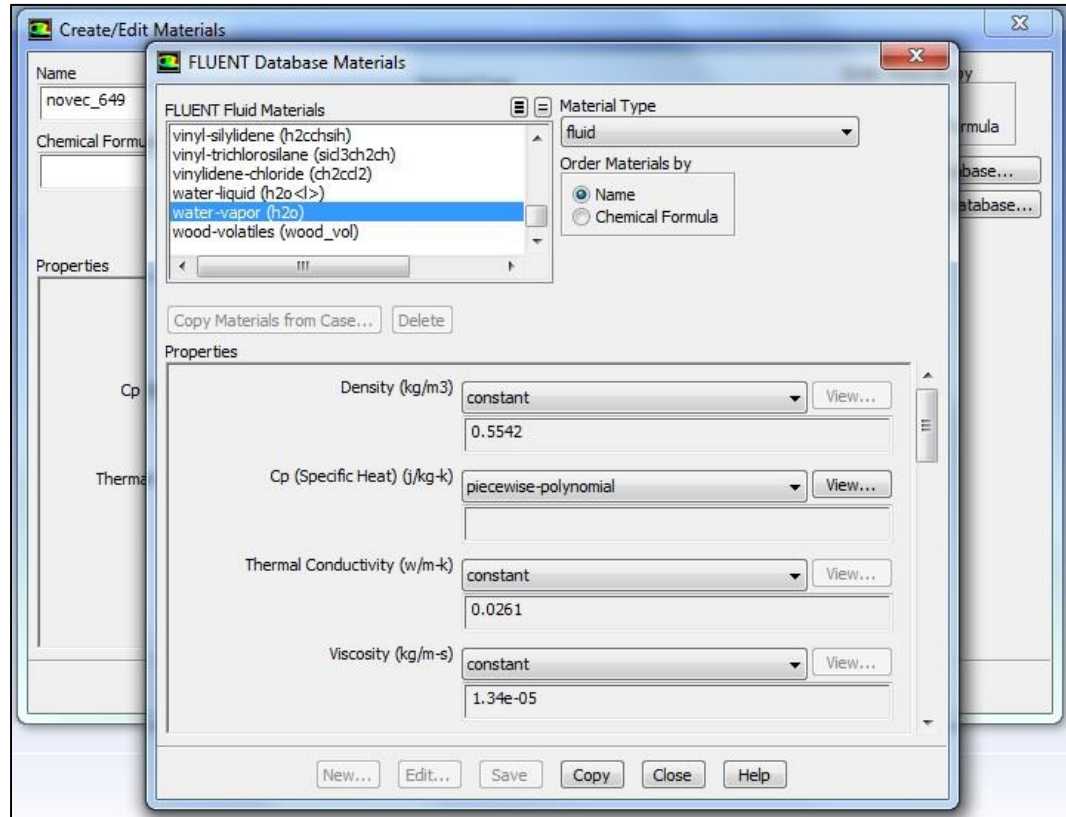 Create/Edit Materials
Name
novec_649
Chemical Formu
Properties
Cp
Therma
by
rmula
base...
atabase...
FLUENT Database Materials
FLUENT Fluid Materials
vinyl-silylidene (h2cchsih)
vinyl-trichlorosilane (sicl3ch2ch)
vinylidene-chloride (ch2ccl2)
water-liquid (h2o<l>)
water-vapor (h2o)
wood-volatiles (wood_vol)
Material Type
fluid
Order Materials by
Name
Chemical Formula
Copy Materials from Case... Delete
Properties
Density (kg/m3) constant View...
0.5542
Cp (Specific Heat) (j/kg-k) piecewise-polynomial View...
Thermal Conductivity (w/m-k) constant View...
0.0261
Viscosity (kg/m-s) constant View...
1.34e-05
New... Edit... Save Copy Close Help